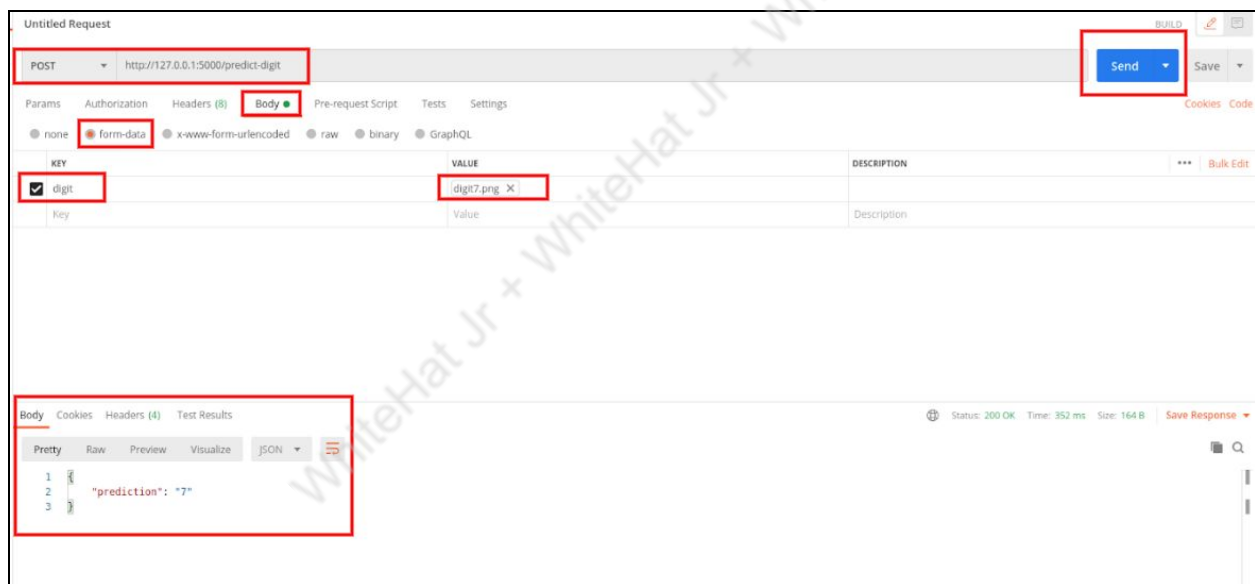 Untitled Request
BUILD
POST http://127.0.0.1:5000/predict-digit
Send Save
Params Authorization Headers (8) Body Pre-request Script Tests Settings Cookies Code
none form-data x-www-form-urlencoded raw binary GraphQL
KEY VALUE DESCRIPTION ••• Bulk Edit
digit digit7.png X
Key Value Description
WhiteHat Jr + WhiteHat Jr + Wh
Body Cookies Headers (4) Test Results Status: 200 OK Time: 352 ms Size: 164 B Save Response
Pretty Raw Preview Visualize JSON
1 {
2 "prediction": "7"
3 }